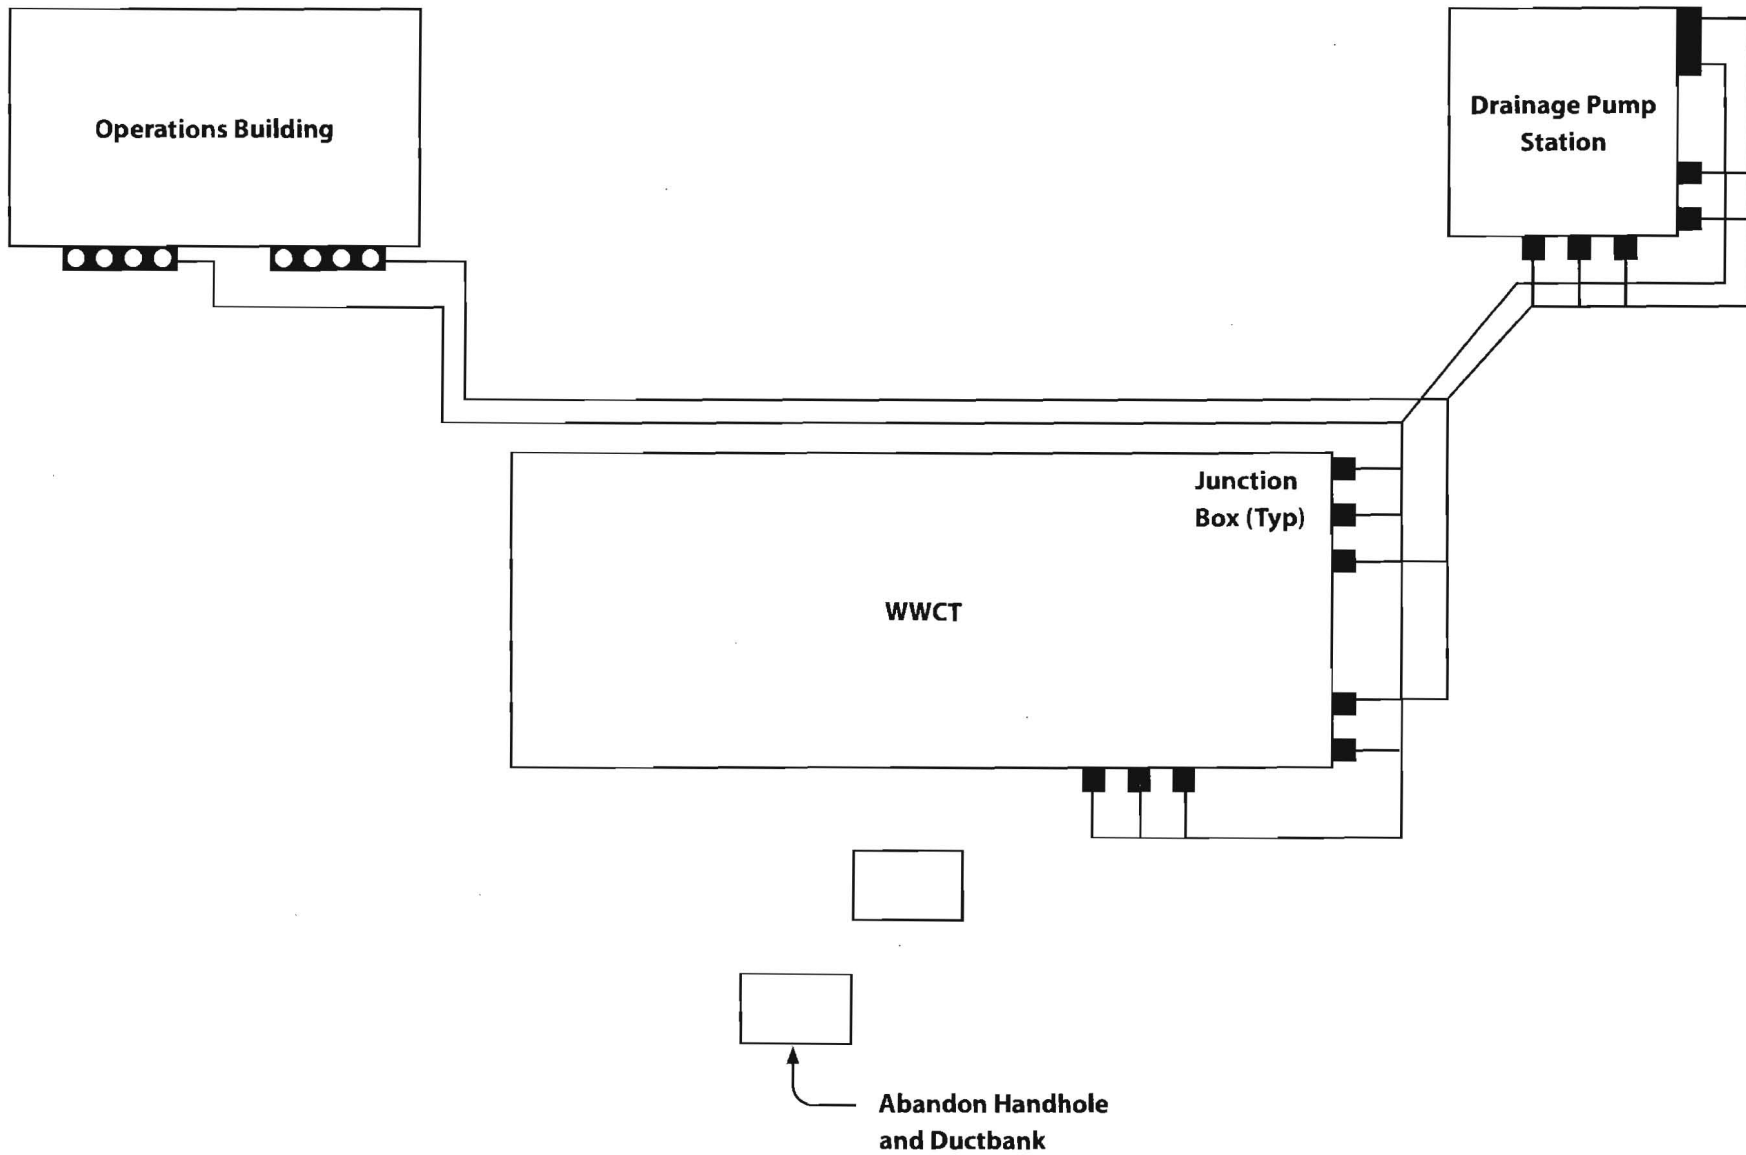 Operations Building
Drainage Pump
Station
Junction
Box (Typ)
WWCT
Abandon Handhole
and Ductbank